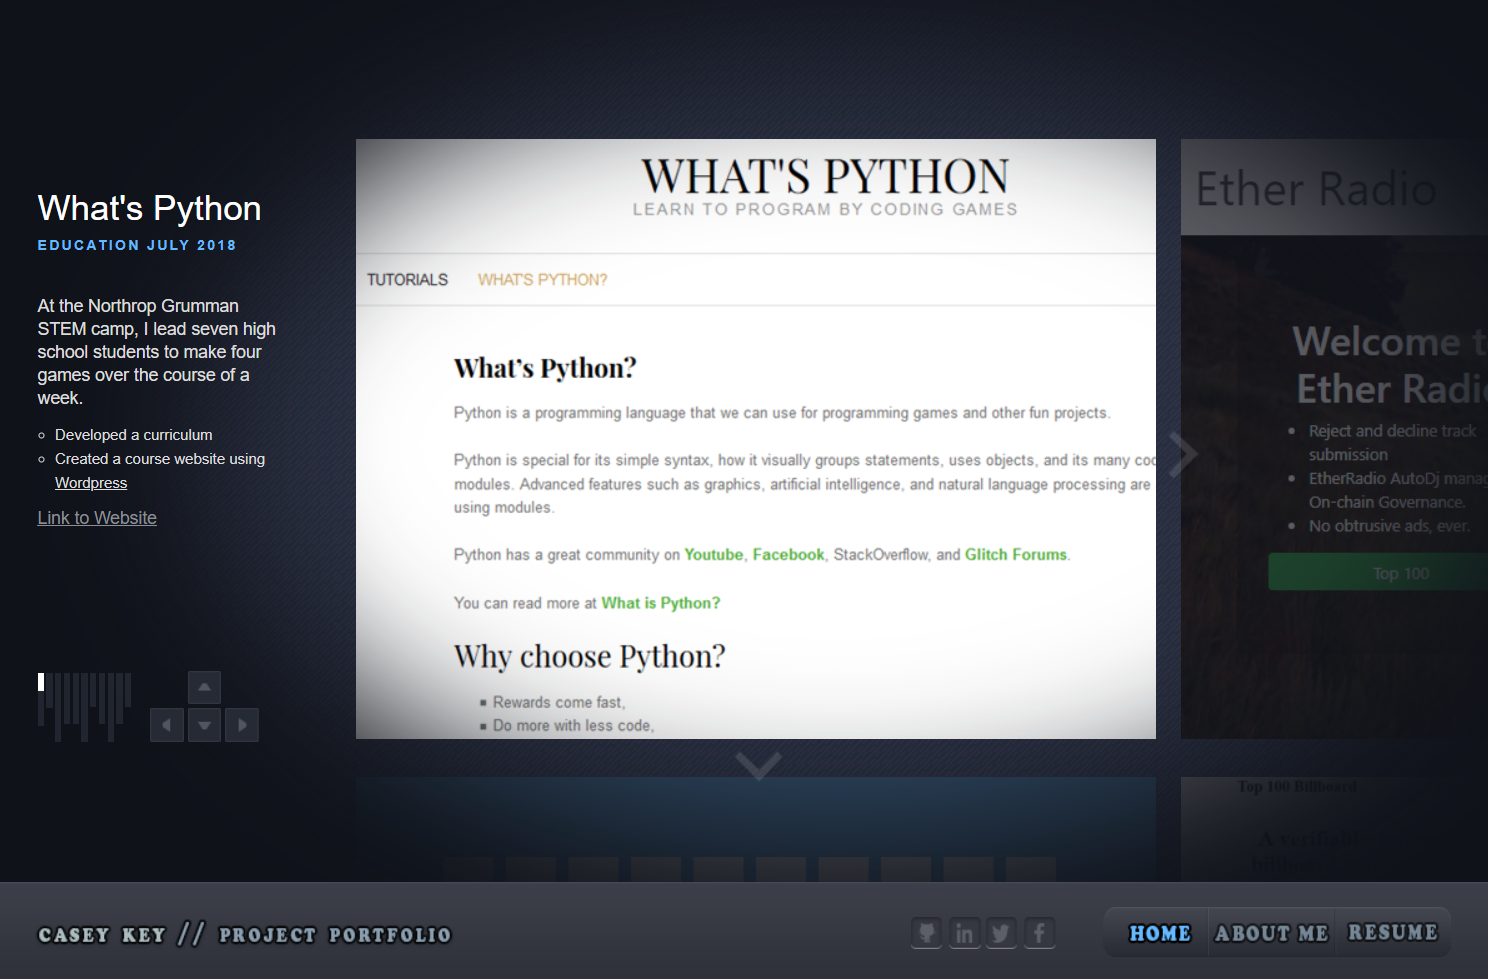 What's Python
EDUCATION JULY 2018
At the Northrop Grumman
STEM camp, I lead seven high
school students to make four
games over the course of a
week.
Developed a curriculum
Created a course website using
Wordpress
Link to Website
WHAT'S PYTHON
LEARN TO PROGRAM BY CODING GAMES
TUTORIALS WHAT'S PYTHON?
What's Python?
Python is a programming language that we can use for programming games and other fun projects.
Python is special for its simple syntax, how it visually groups statements, uses objects, and its many
modules. Advanced features such as graphics, artificial intelligence, and natural language processing are
using modules.
Python has a great community on Youtube, Facebook, StackOverflow, and Glitch Forums.
You can read more at What is Python?
Why choose Python?
Rewards come fast,
Do more with less code,
Ether Radio
Welcome
Ether
Reject and decline track
submission
EtherRadio AutoDj
On-chain Governance.
No obtrusive ads, ever.
Top 100
Top 100 Billboard
CASEY KEY // PROJECT PORTFOLIO
in
f
HOME ABOUT ME RESUME